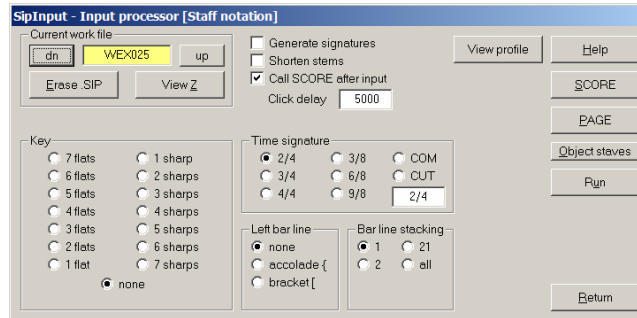 SipInput - Input processor [Staff notation]
Current work file
dn WEX025 up
Erase .SIP View Z
Generate signatures
Shorten stems
Call SCORE after input
Click delay 5000
View profile
Help
SCORE
PAGE
Object staves
Run
Return
Key
7 flats 1 sharp
6 flats 2 sharps
5 flats 3 sharps
4 flats 4 sharps
3 flats 5 sharps
2 flats 6 sharps
1 flat 7 sharps
none
Time signature
2/4 3/8 COM
3/4 6/8 CUT
4/4 9/8 2/4
Left bar line
none
accolade {
bracket [
Bar line stacking
1 21
2 all